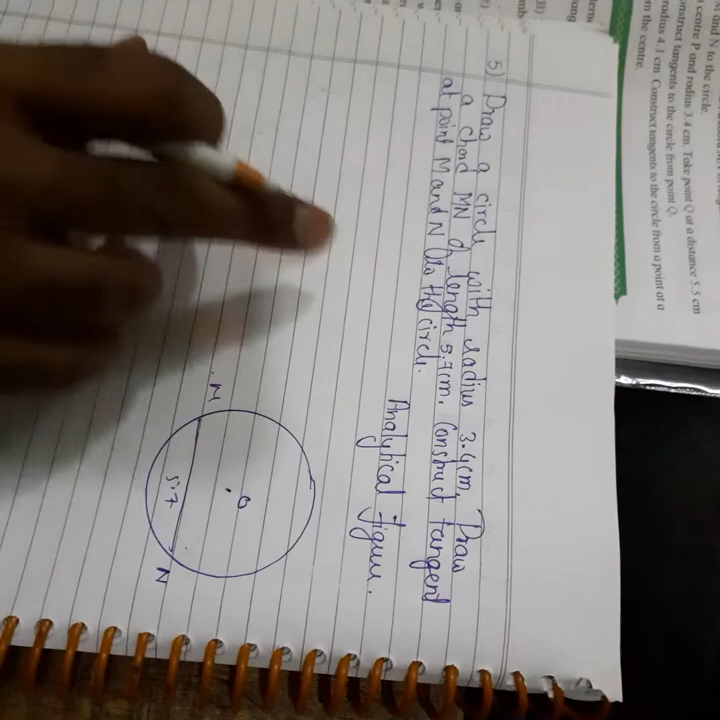 5) Draw a circle with radius 3.4cm. Draw
a chord MN of length 5.7cm. Construct tangent
at point M and N to the circle.
Analytical figure.
M
O
5.7
N
M and N to the circle.
centre P and radius 3.4 cm. Take point Q at a distance 5.5 cm
nstruct tangents to the circle from point Q.
radius 4.1 cm. Construct tangents to the circle from a point at a
m the centre.